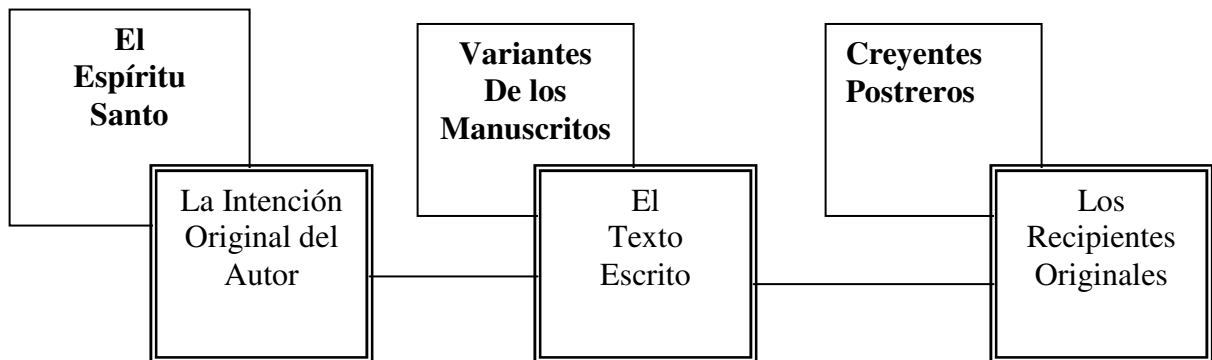 El
Espíritu
Santo
Variantes
De los
Manuscritos
Creyentes
Postreros
La Intención
Original del
Autor
El
Texto
Escrito
Los
Recipientes
Originales